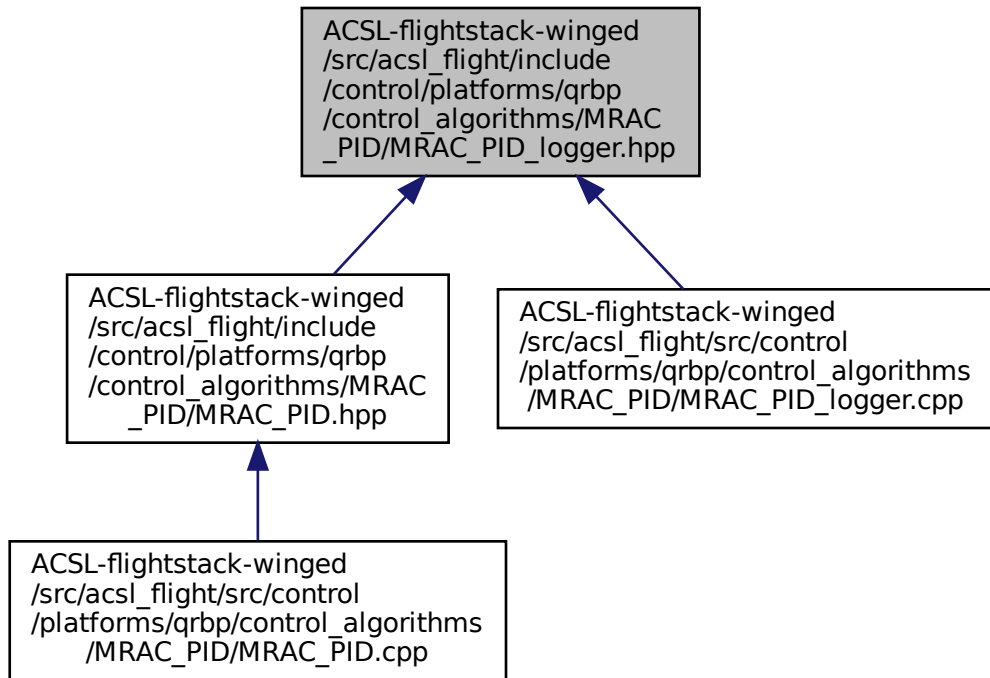 ACSL-flightstack-winged
/src/acsl_flight/include
/control/platforms/qrbp
/control_algorithms/MRAC
_PID/MRAC_PID_logger.hpp
ACSL-flightstack-winged
/src/acsl_flight/include
/control/platforms/qrbp
/control_algorithms/MRAC
_PID/MRAC_PID.hpp
ACSL-flightstack-winged
/src/acsl_flight/src/control
/platforms/qrbp/control_algorithms
/MRAC_PID/MRAC_PID_logger.cpp
ACSL-flightstack-winged
/src/acsl_flight/src/control
/platforms/qrbp/control_algorithms
/MRAC_PID/MRAC_PID.cpp